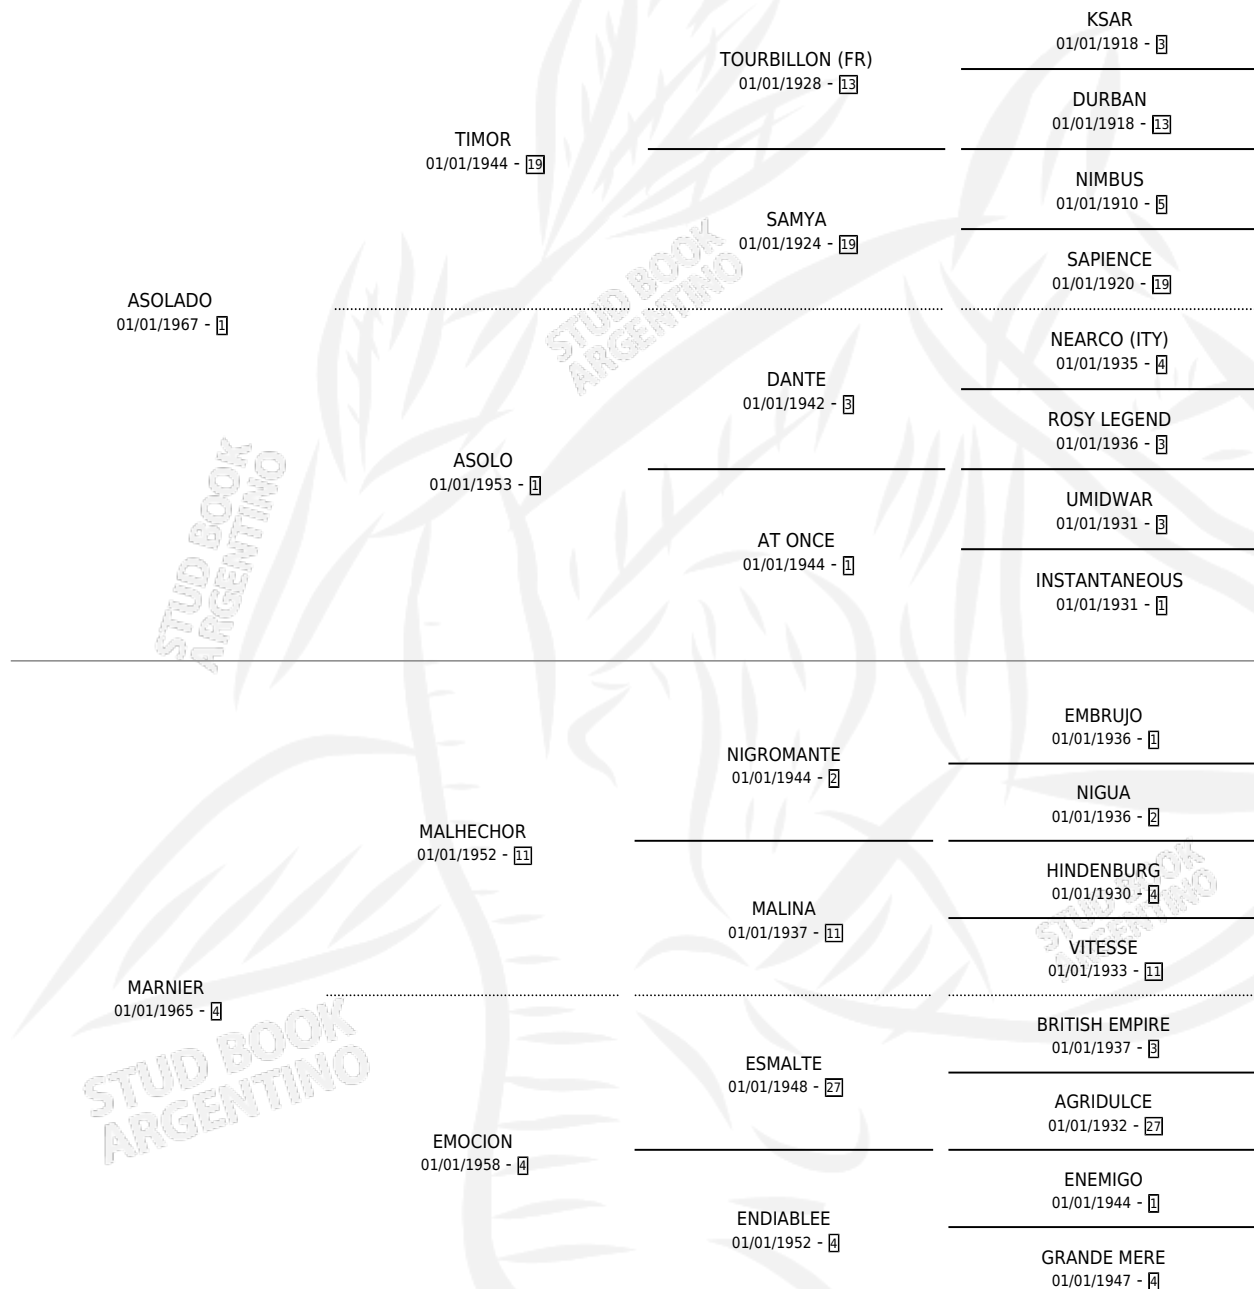 KSAR
01/01/1918 - 3
TOURBILLON (FR)
01/01/1928 - 13
DURBAN
01/01/1918 - 13
TIMOR
01/01/1944 - 19
NIMBUS
01/01/1910 - 5
SAMYA
01/01/1924 - 19
SAPIENCE
01/01/1920 - 19
ASOLADO
01/01/1967 - 1
NEARCO (ITY)
01/01/1935 - 4
DANTE
01/01/1942 - 3
ROSY LEGEND
01/01/1936 - 3
ASOLO
01/01/1953 - 1
UMIDWAR
01/01/1931 - 3
AT ONCE
01/01/1944 - 1
INSTANTANEOUS
01/01/1931 - 1
EMBRUJO
01/01/1936 - 1
NIGROMANTE
01/01/1944 - 2
NIGUA
01/01/1936 - 2
MALHECHOR
01/01/1952 - 11
HINDENBURG
01/01/1930 - 4
MALINA
01/01/1937 - 11
VITESSE
01/01/1933 - 11
MARNIER
01/01/1965 - 4
BRITISH EMPIRE
01/01/1937 - 3
ESMALTE
01/01/1948 - 27
AGRIDULCE
01/01/1932 - 27
EMOCION
01/01/1958 - 4
ENEMIGO
01/01/1944 - 1
ENDIABLEE
01/01/1952 - 4
GRANDE MERE
01/01/1947 - 4
STUD BOOK
ARGENTINO
STUD BOOK
ARGENTINO
STUD BOOK
ARGENTINO
STUD BOOK
ARGENTINO